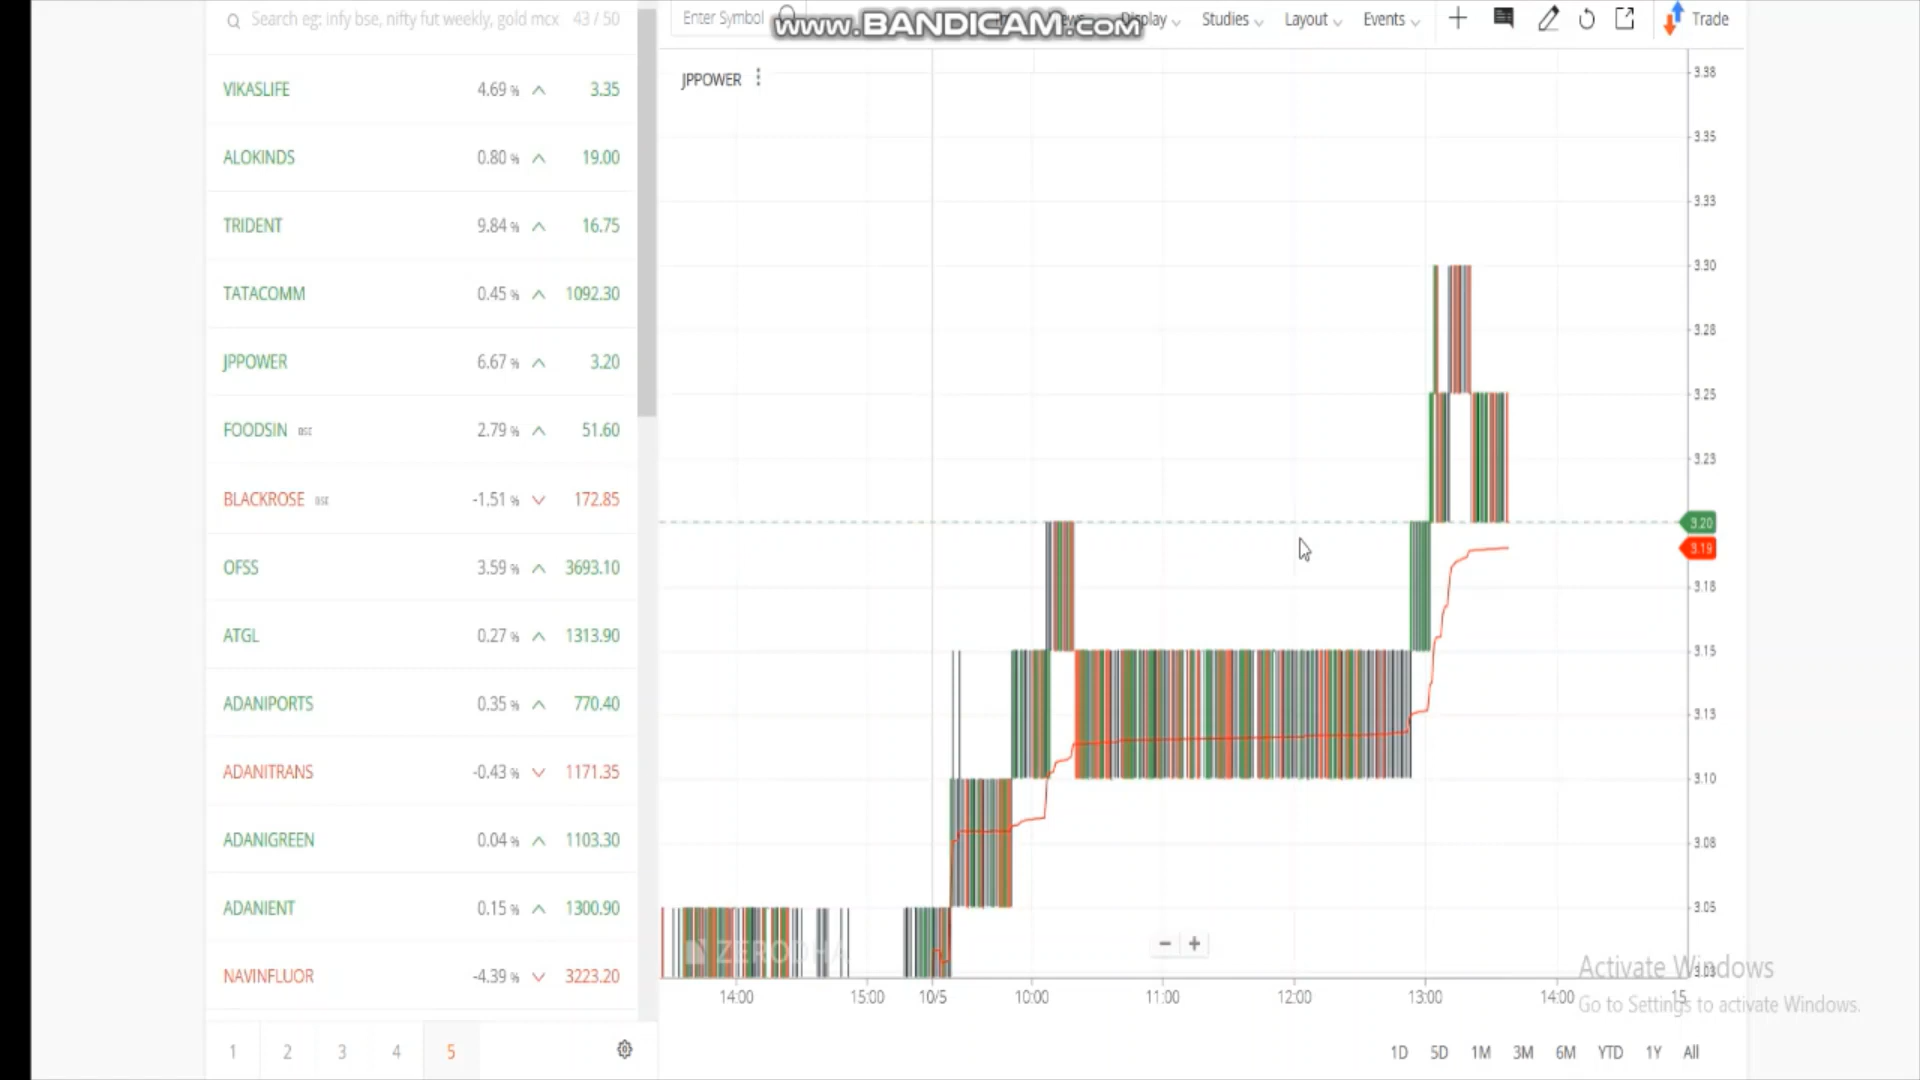 Search eg: infy bse, nifty fut weekly, gold mcx 43 / 50
VIKASLIFE 4.69 % 3.35
ALOKINDS 0.80 % 19.00
TRIDENT 9.84 % 16.75
TATACOMM 0.45 % 1092.30
JPPOWER 6.67 % 3.20
FOODSIN BSE 2.79 % 51.60
BLACKROSE BSE -1.51 % 172.85
OFSS 3.59 % 3693.10
ATGL 0.27 % 1313.90
ADANIPORTS 0.35 % 770.40
ADANITRANS -0.43 % 1171.35
ADANIGREEN 0.04 % 1103.30
ADANIENT 0.15 % 1300.90
NAVINFLUOR -4.39 % 3223.20
1 2 3 4 5
Enter Symbol Display Studies Layout Events Trade
www.BANDICAM.com
JPPOWER
3.38
3.35
3.33
3.30
3.28
3.25
3.23
3.20
3.19
3.18
3.15
3.13
3.10
3.08
3.05
3.03
ZERODHA
14:00 15:00 10/5 10:00 11:00 12:00 13:00 14:00 15
Activate Windows
Go to Settings to activate Windows.
1D 5D 1M 3M 6M YTD 1Y All